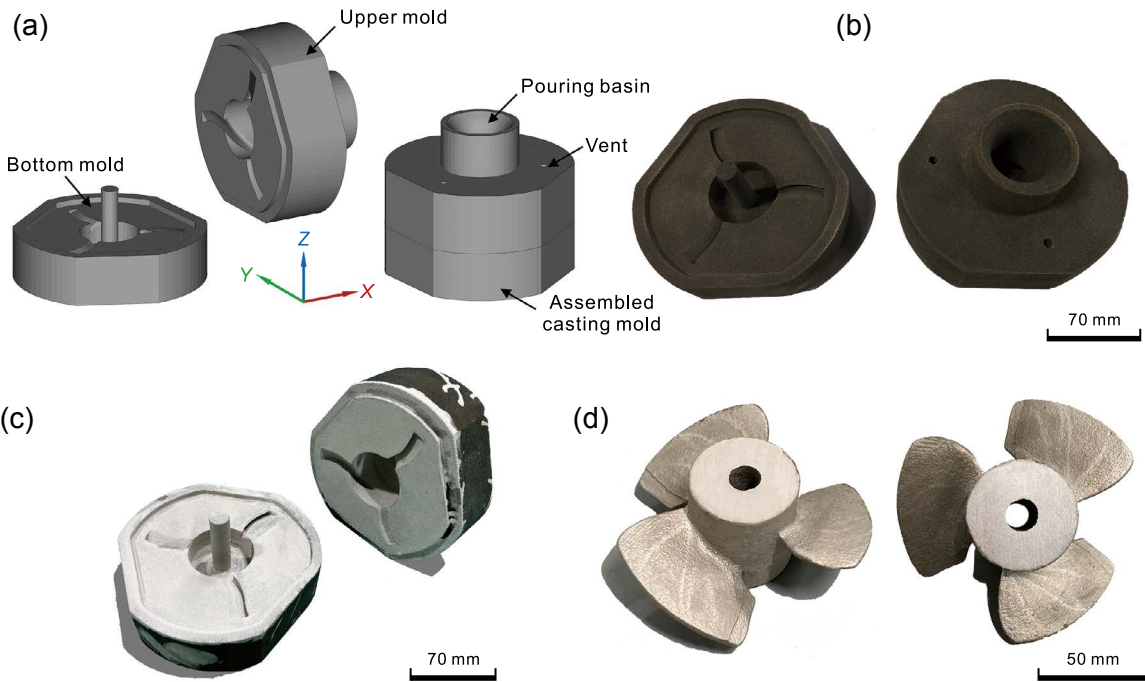 (a)
Upper mold
Pouring basin
Vent
Bottom mold
Z
Y
X
Assembled
casting mold
(b)
70 mm
(c)
70 mm
(d)
50 mm